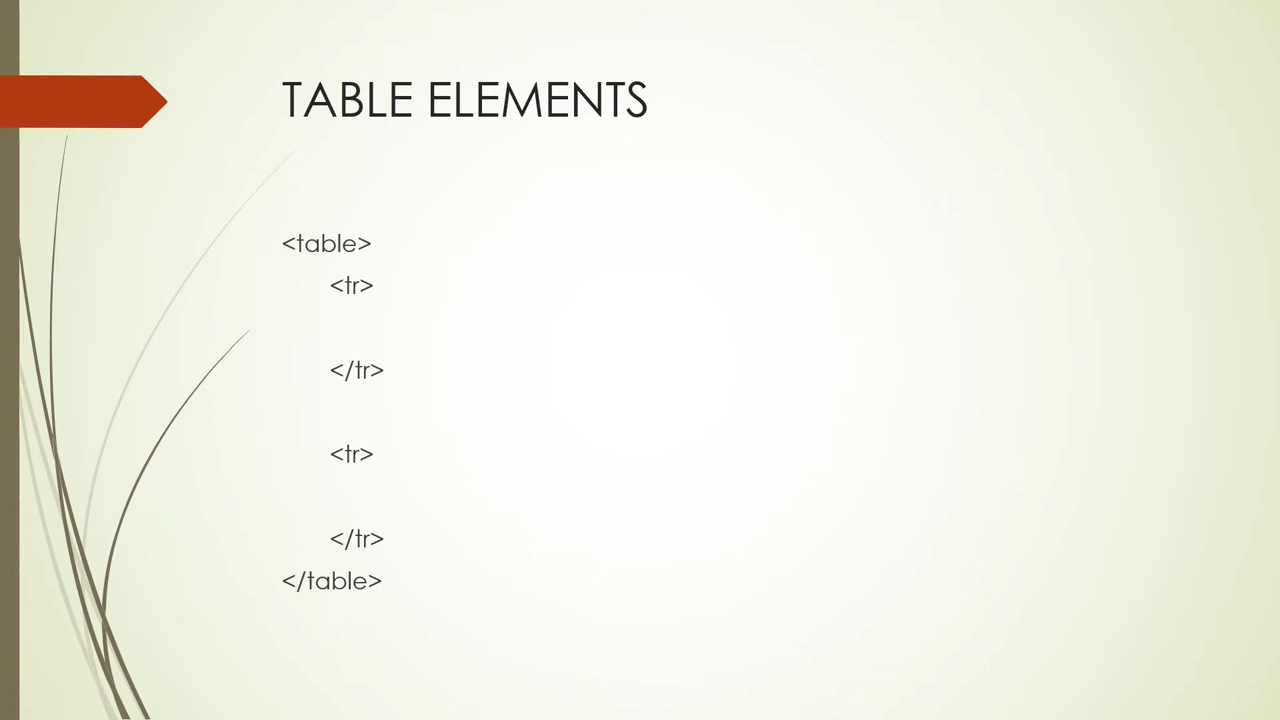 TABLE ELEMENTS
<table>
<tr>
</tr>
<tr>
</tr>
</table>